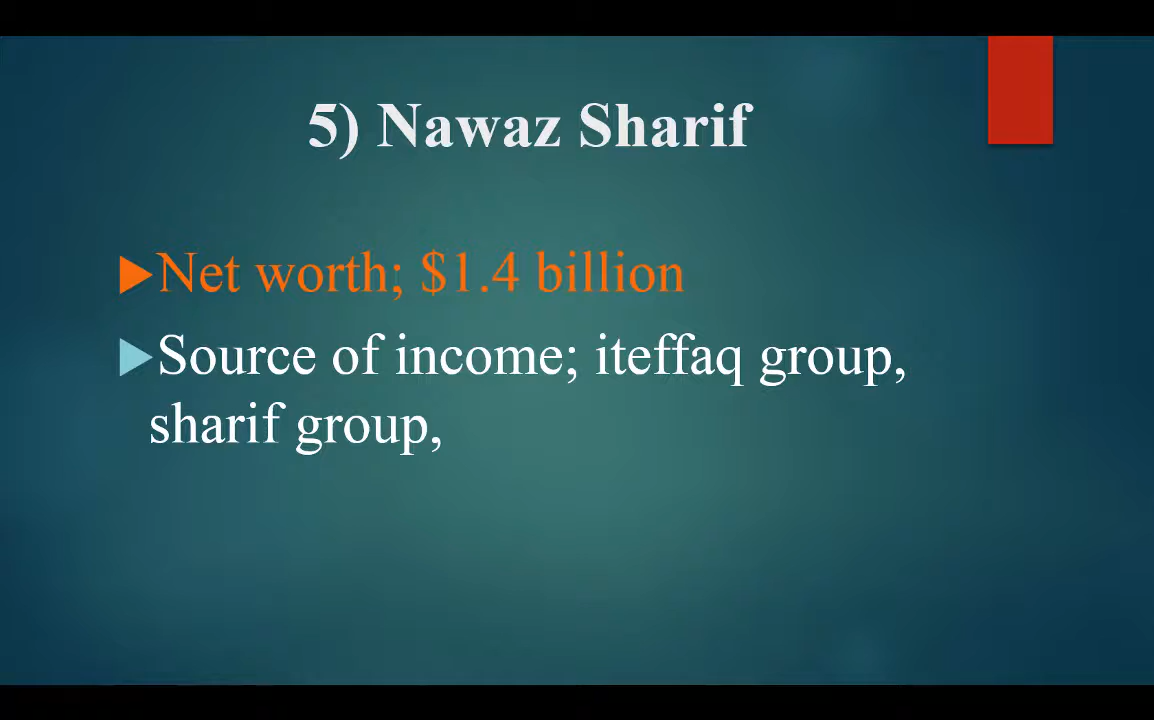 5) Nawaz Sharif
Net worth; $1.4 billion
Source of income; iteffaq group,
sharif group,